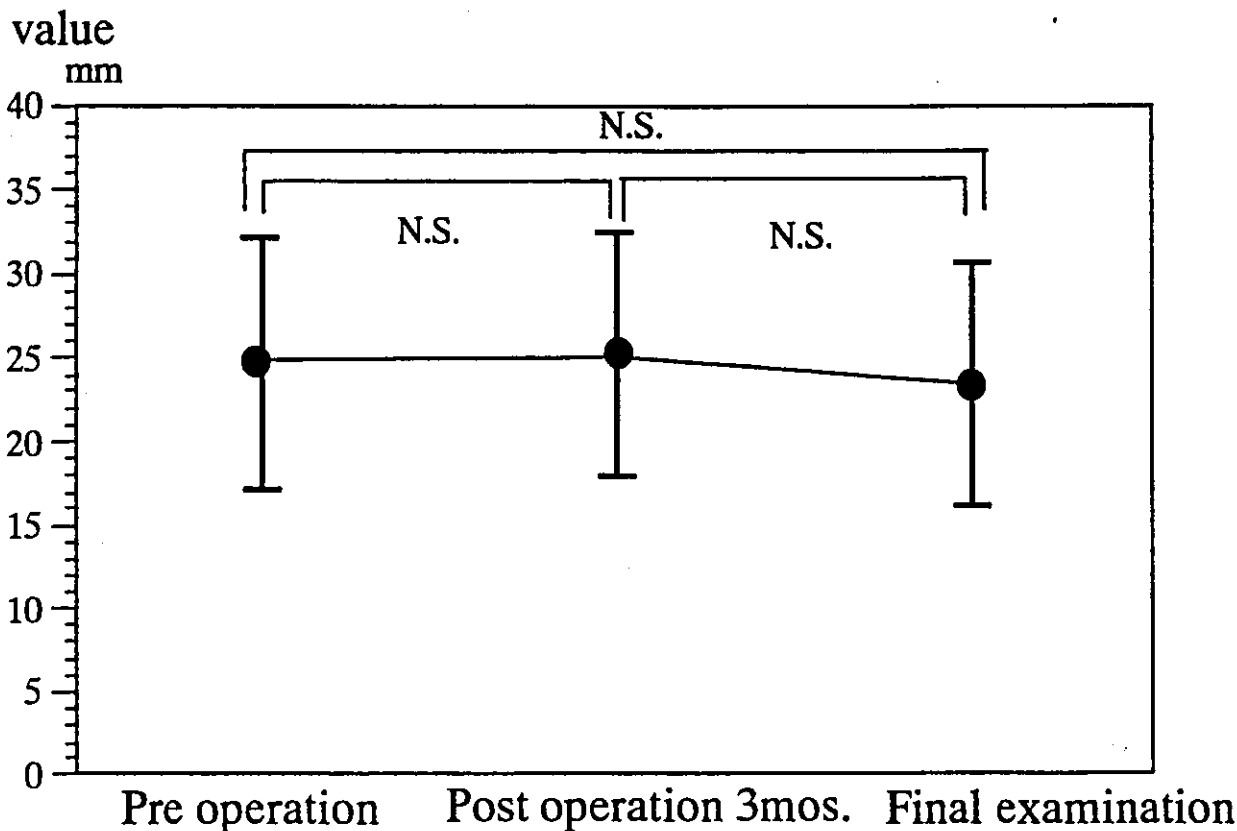 value
mm
40
35
30
25
20
15
10
5
0
N.S.
N.S.
N.S.
Pre operation
Post operation 3mos.
Final examination